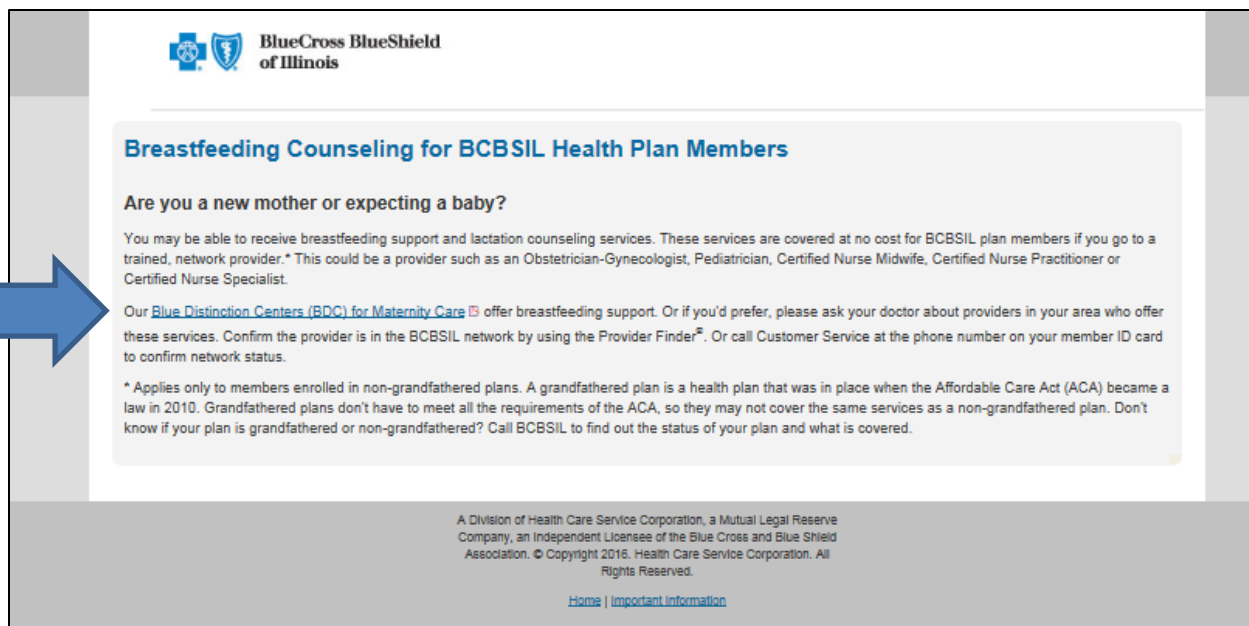 BlueCross BlueShield
of Illinois
Breastfeeding Counseling for BCBSIL Health Plan Members
Are you a new mother or expecting a baby?
You may be able to receive breastfeeding support and lactation counseling services. These services are covered at no cost for BCBSIL plan members if you go to a
trained, network provider.* This could be a provider such as an Obstetrician-Gynecologist, Pediatrician, Certified Nurse Midwife, Certified Nurse Practitioner or
Certified Nurse Specialist.
Our Blue Distinction Centers (BDC) for Maternity Care offer breastfeeding support. Or if you'd prefer, please ask your doctor about providers in your area who offer
these services. Confirm the provider is in the BCBSIL network by using the Provider Finder®. Or call Customer Service at the phone number on your member ID card
to confirm network status.
* Applies only to members enrolled in non-grandfathered plans. A grandfathered plan is a health plan that was in place when the Affordable Care Act (ACA) became a
law in 2010. Grandfathered plans don't have to meet all the requirements of the ACA, so they may not cover the same services as a non-grandfathered plan. Don't
know if your plan is grandfathered or non-grandfathered? Call BCBSIL to find out the status of your plan and what is covered.
A Division of Health Care Service Corporation, a Mutual Legal Reserve
Company, an Independent Licensee of the Blue Cross and Blue Shield
Association. © Copyright 2016. Health Care Service Corporation. All
Rights Reserved.
Home | Important Information